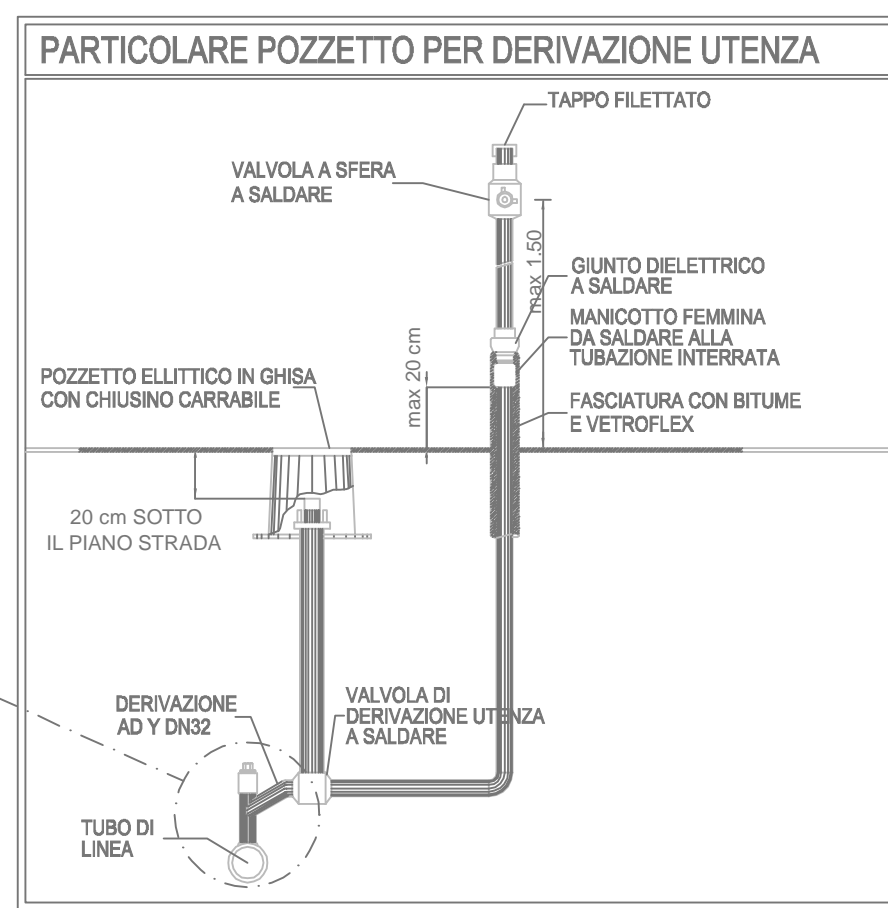 PARTICOLARE POZZETTO PER DERIVAZIONE UTENZA
TAPPO FILETTATO
VALVOLA A SFERA
A SALDARE
max 1.50
GIUNTO DIELETTRICO
A SALDARE
MANICOTTO FEMMINA
DA SALDARE ALLA
TUBAZIONE INTERRATA
max 20 cm
POZZETTO ELLITTICO IN GHISA
CON CHIUSINO CARRABILE
FASCIATURA CON BITUME
E VETROFLEX
20 cm SOTTO
IL PIANO STRADA
DERIVAZIONE
AD Y DN32
VALVOLA DI
DERIVAZIONE UTENZA
A SALDARE
TUBO DI
LINEA